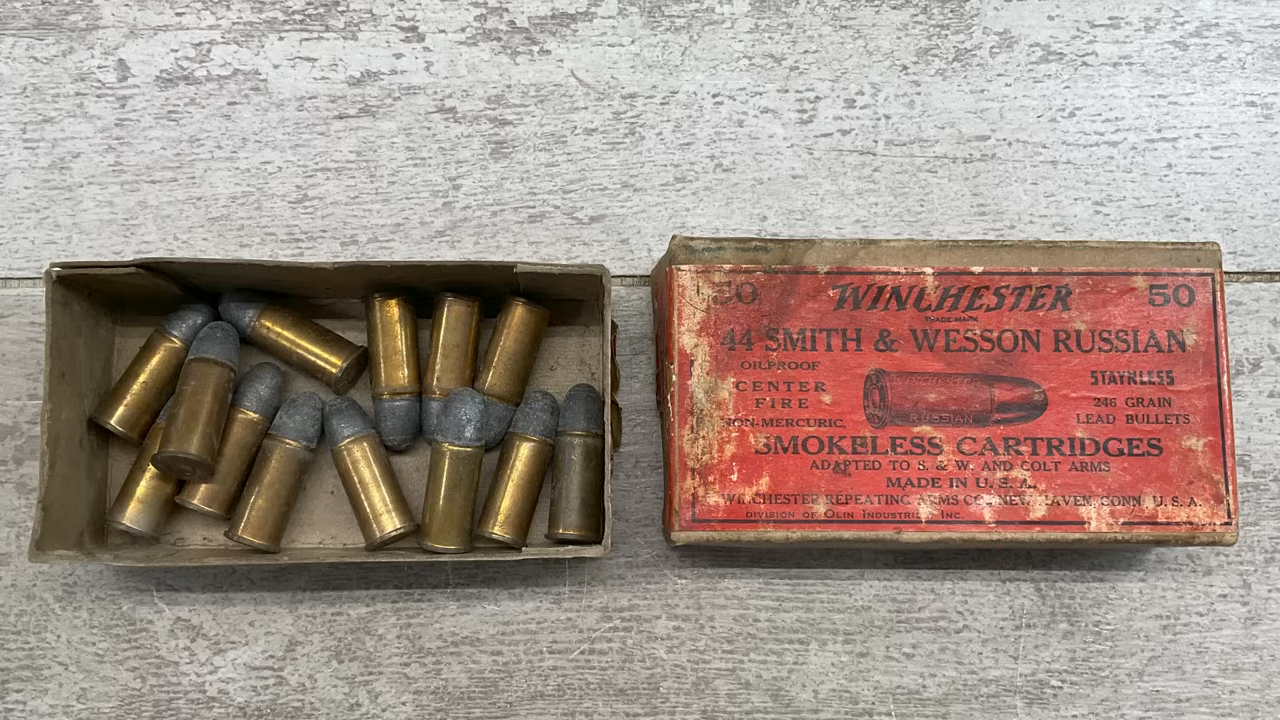 50 WINCHESTER 50
TRADE MARK
44 SMITH & WESSON RUSSIAN
OILPROOF
CENTER
FIRE
NON-MERCURIC
WINCHESTER
RUSSIAN
STAYNLESS
246 GRAIN
LEAD BULLETS
SMOKELESS CARTRIDGES
ADAPTED TO S. & W. AND COLT ARMS
MADE IN U.S.A.
WINCHESTER REPEATING ARMS CO., NEW HAVEN, CONN., U.S.A.
DIVISION OF OLIN INDUSTRIES, INC.